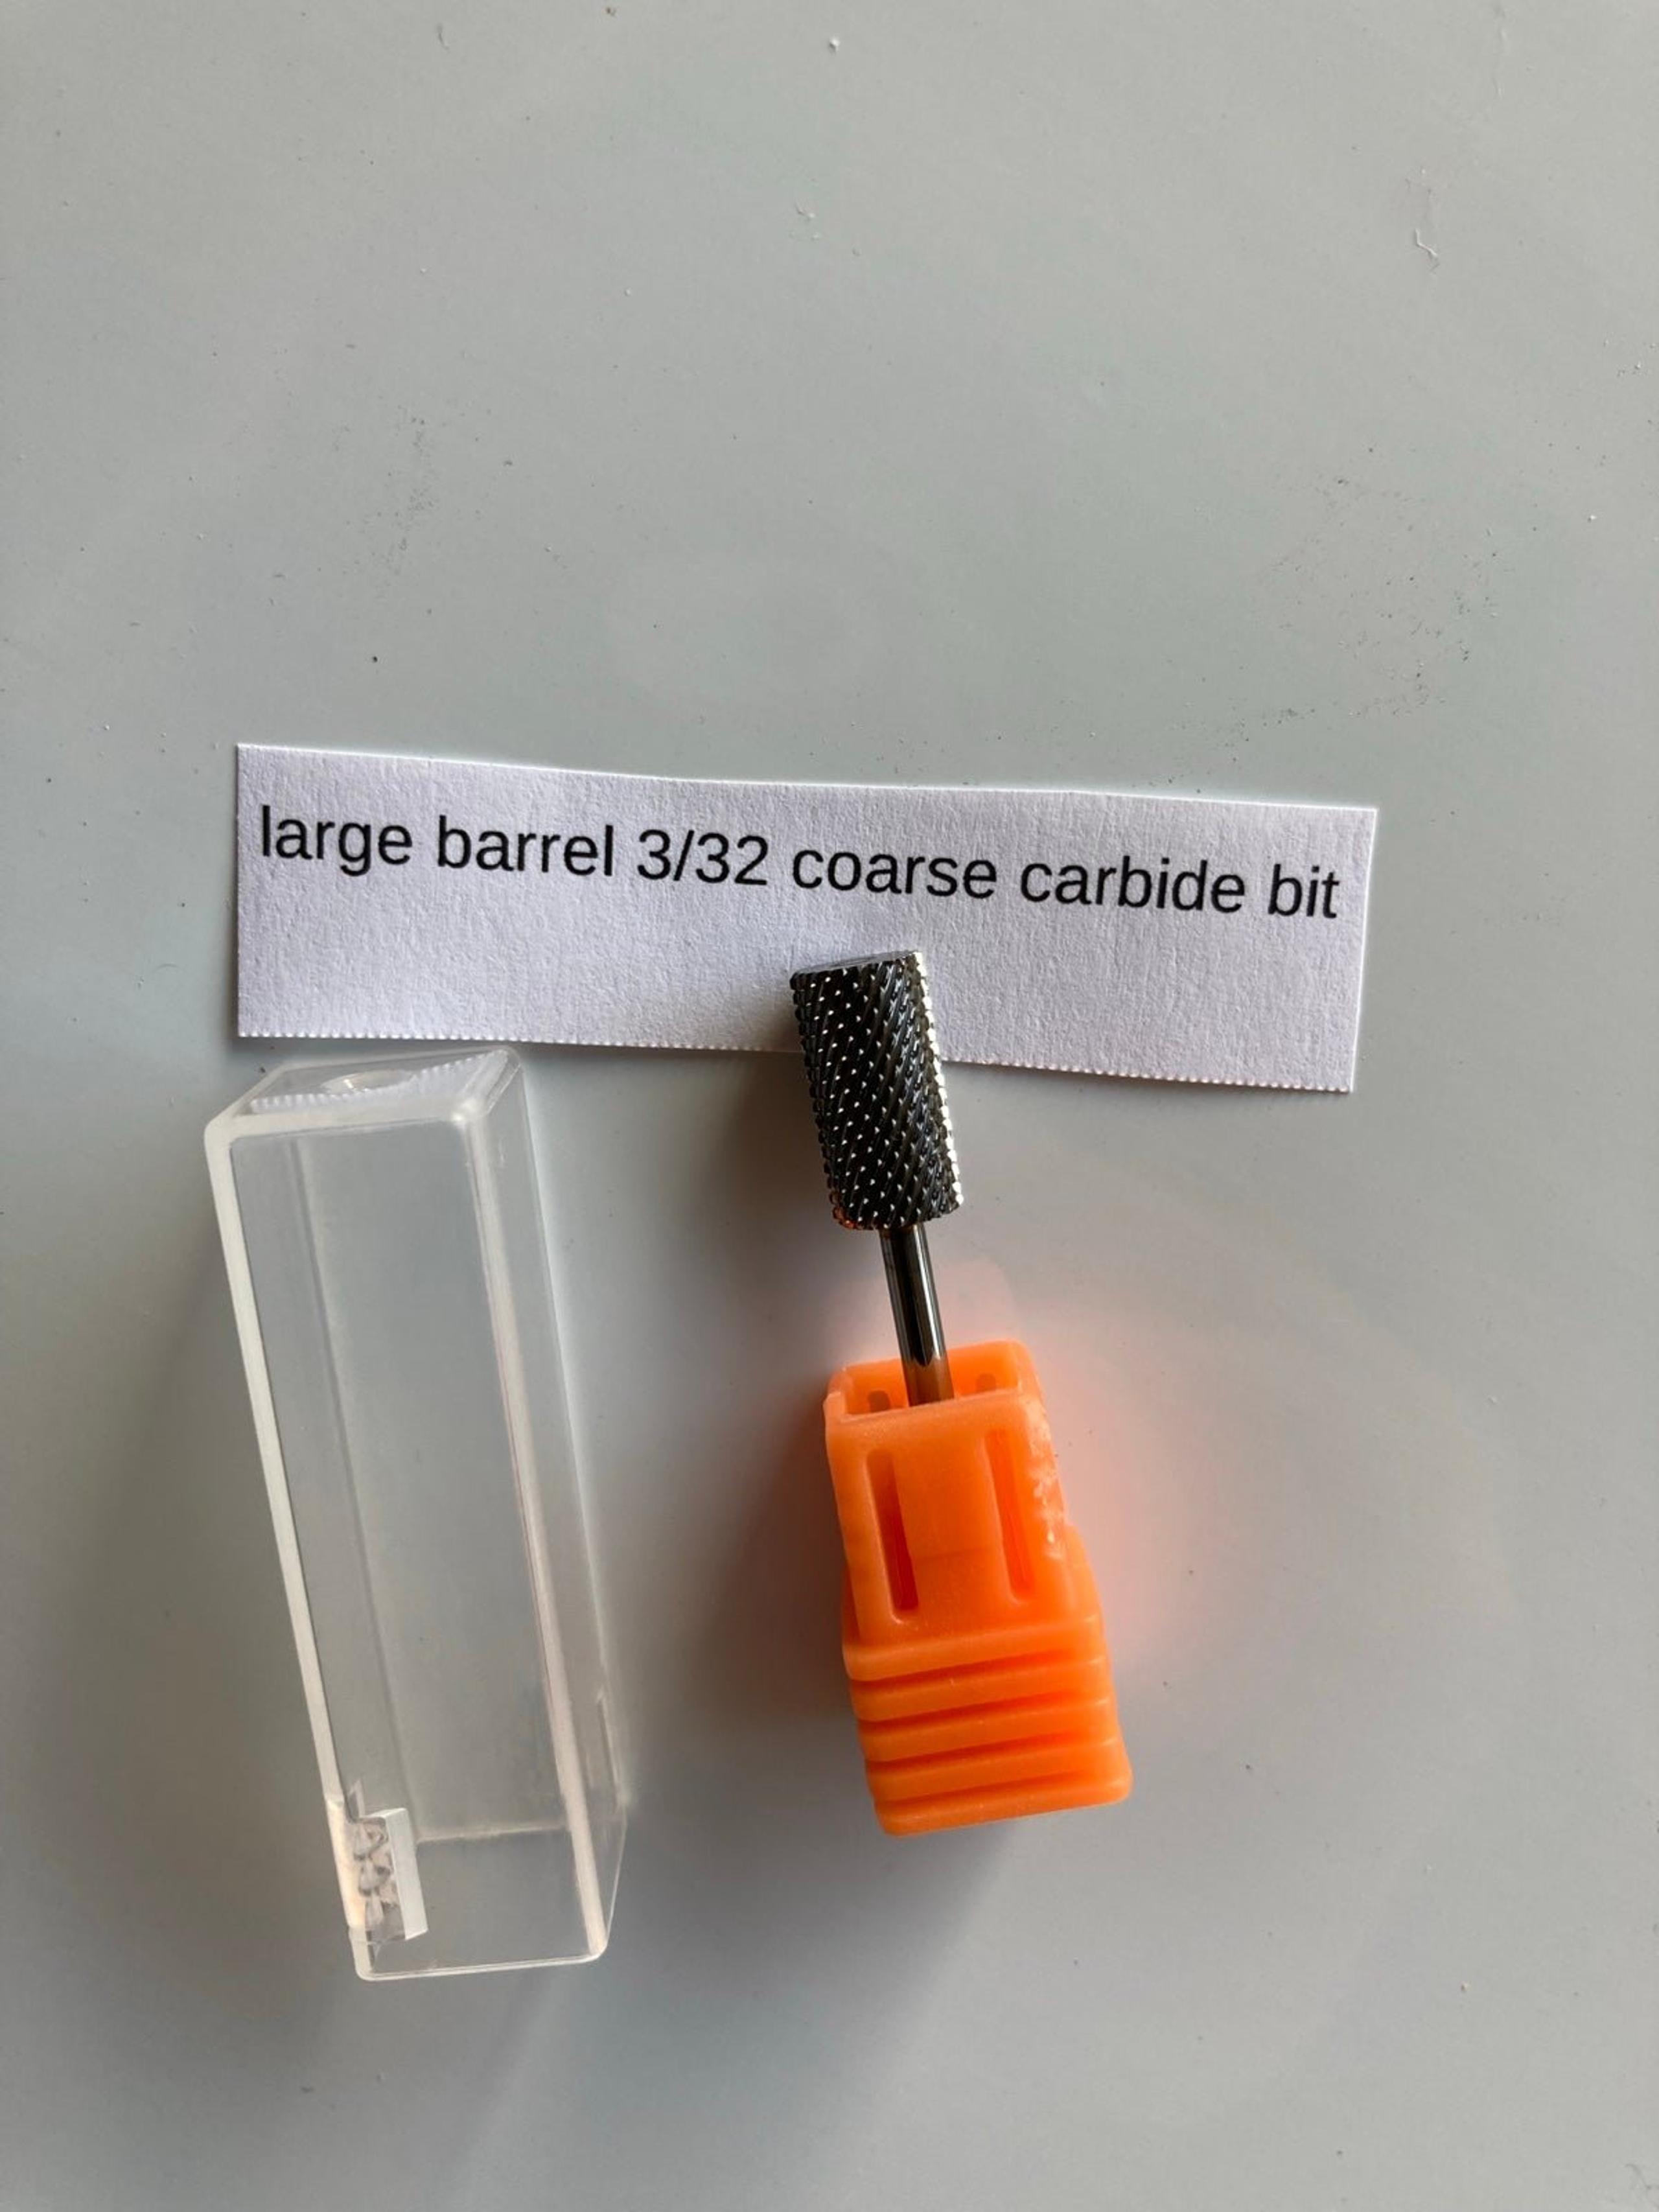 large barrel 3/32 coarse carbide bit